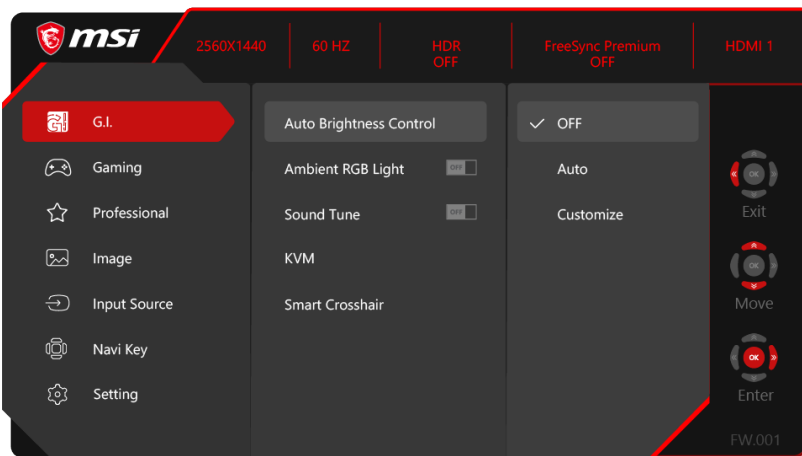 msi
2560X1440
60 HZ
HDR
OFF
FreeSync Premium
OFF
HDMI 1
G.I.
Gaming
Professional
Image
Input Source
Navi Key
Setting
Auto Brightness Control
Ambient RGB Light OFF
Sound Tune OFF
KVM
Smart Crosshair
OFF
Auto
Customize
OK
Exit
OK
Move
OK
Enter
FW.001